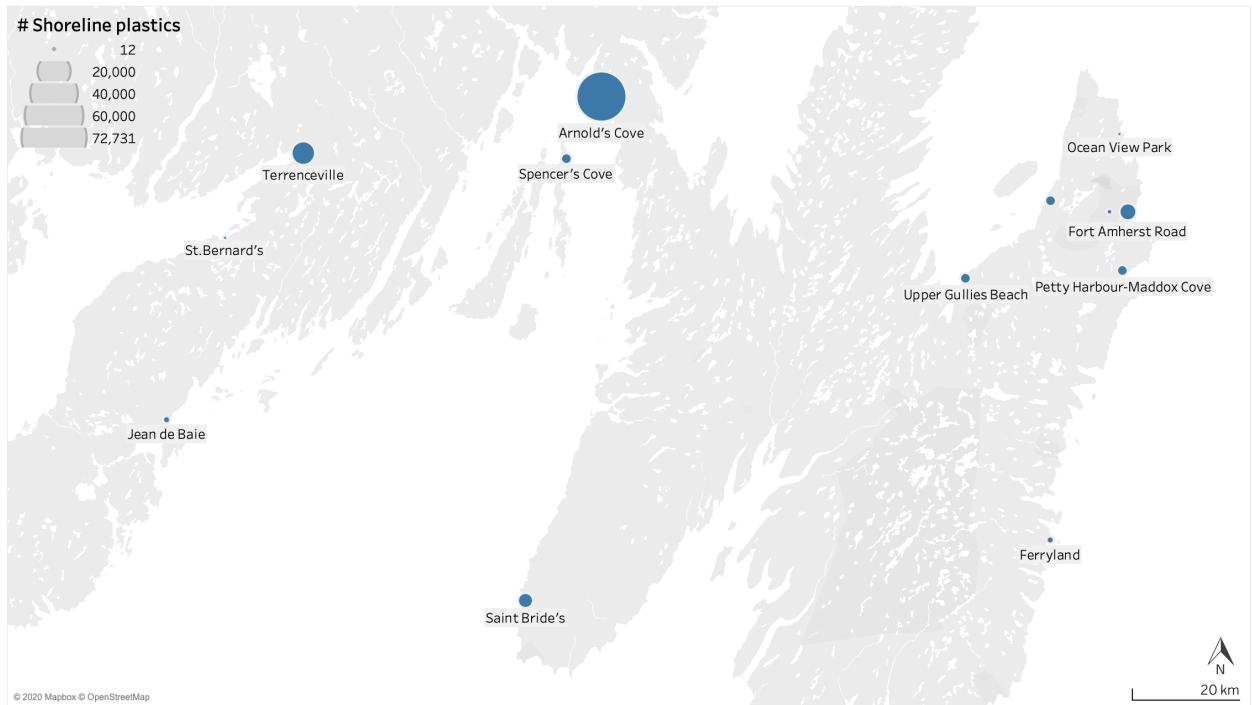 # Shoreline plastics
12
20,000
40,000
60,000
72,731
Arnold's Cove
Ocean View Park
Terrenceville
Spencer's Cove
Fort Amherst Road
St.Bernard's
Upper Gullies Beach
Petty Harbour-Maddox Cove
Jean de Baie
Ferryland
Saint Bride's
N
20 km
© 2020 Mapbox © OpenStreetMap